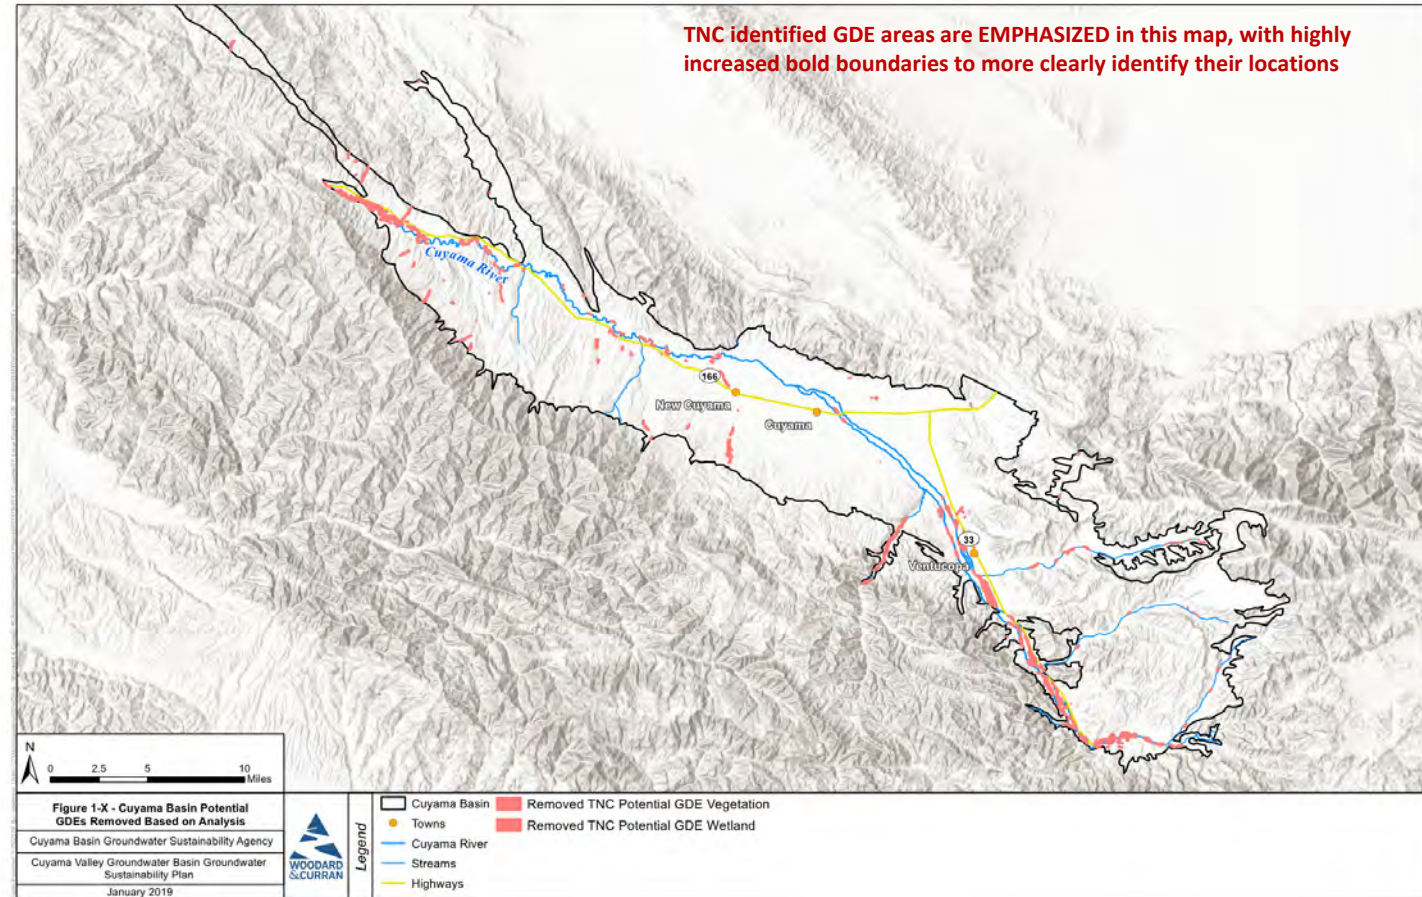 TNC identified GDE areas are EMPHASIZED in this map, with highly
increased bold boundaries to more clearly identify their locations
Cuyama River
166
New Cuyama
Cuyama
33
Ventucopa
N
0 2.5 5 10
Miles
Figure 1-X - Cuyama Basin Potential
GDEs Removed Based on Analysis
Cuyama Basin Groundwater Sustainability Agency
Cuyama Valley Groundwater Basin Groundwater
Sustainability Plan
January 2019
WOODARD
&CURRAN
Legend
Cuyama Basin
Towns
Cuyama River
Streams
Highways
Removed TNC Potential GDE Vegetation
Removed TNC Potential GDE Wetland